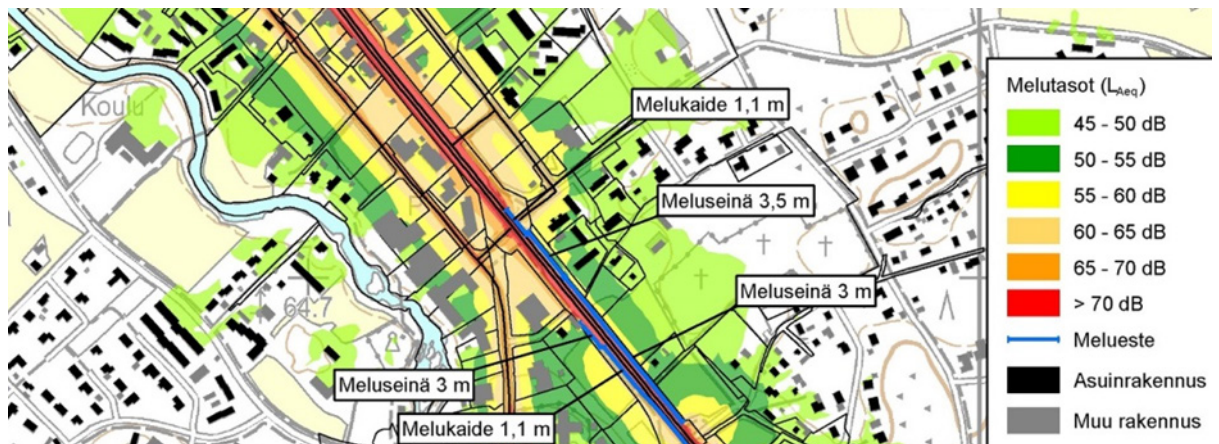 Koulu
64.7
Melukaide 1,1 m
Meluseinä 3,5 m
Meluseinä 3 m
Meluseinä 3 m
Melukaide 1,1 m
Melutasot (LAeq)
45 - 50 dB
50 - 55 dB
55 - 60 dB
60 - 65 dB
65 - 70 dB
> 70 dB
Melueste
Asuinrakennus
Muu rakennus